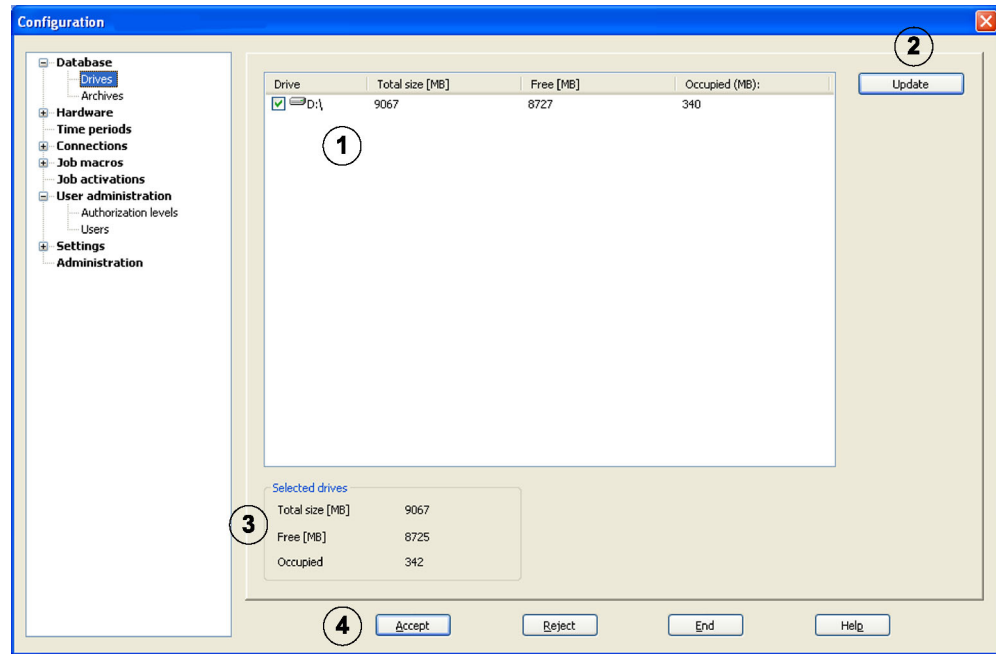 Configuration
2
Database
Drives
Archives
Hardware
Time periods
Connections
Job macros
Job activations
User administration
Authorization levels
Users
Settings
Administration
Drive Total size [MB] Free [MB] Occupied (MB):
D:\ 9067 8727 340
1
Update
Selected drives
Total size [MB] 9067
3
Free [MB] 8725
Occupied 342
4
Accept Reject End Help